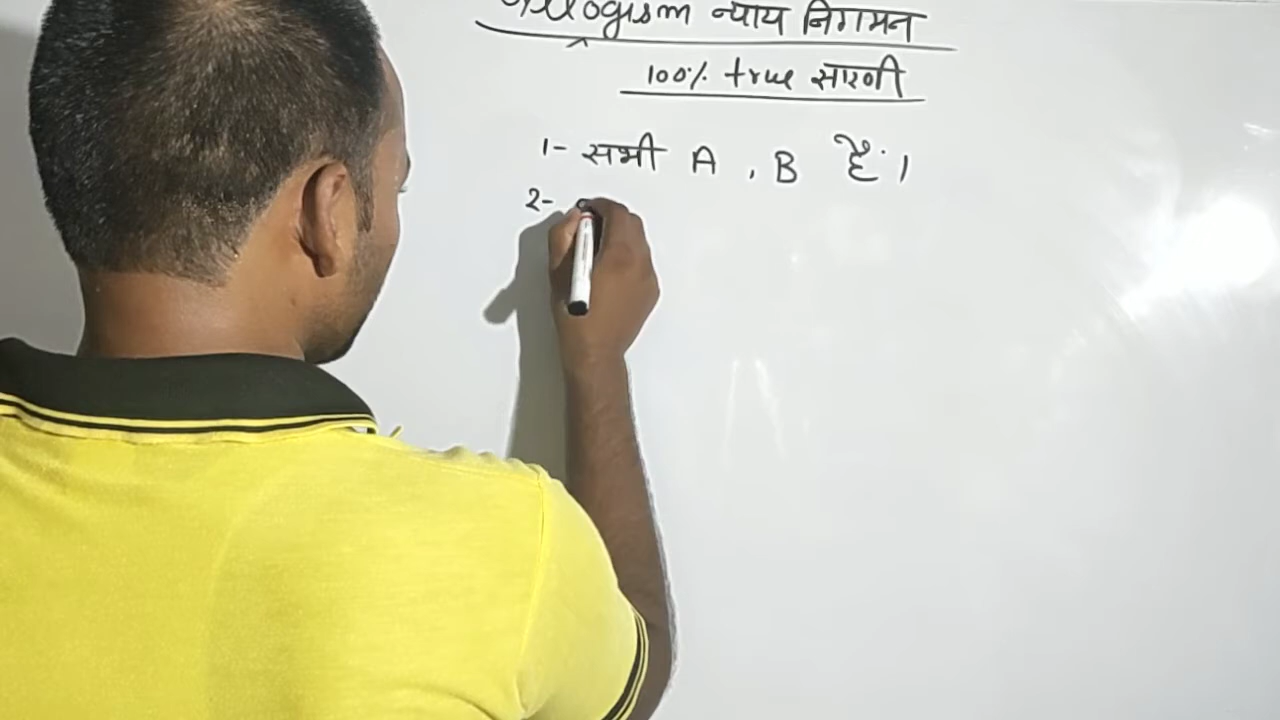 न्याय निगमन
100% true सारणी
1- सभी A , B हैं।
2-